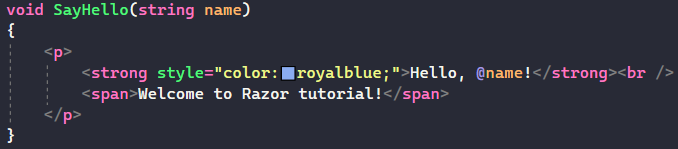 void SayHello(string name)
{
    <p>
        <strong style="color:royalblue;">Hello, @name!</strong><br />
        <span>Welcome to Razor tutorial!</span>
    </p>
}